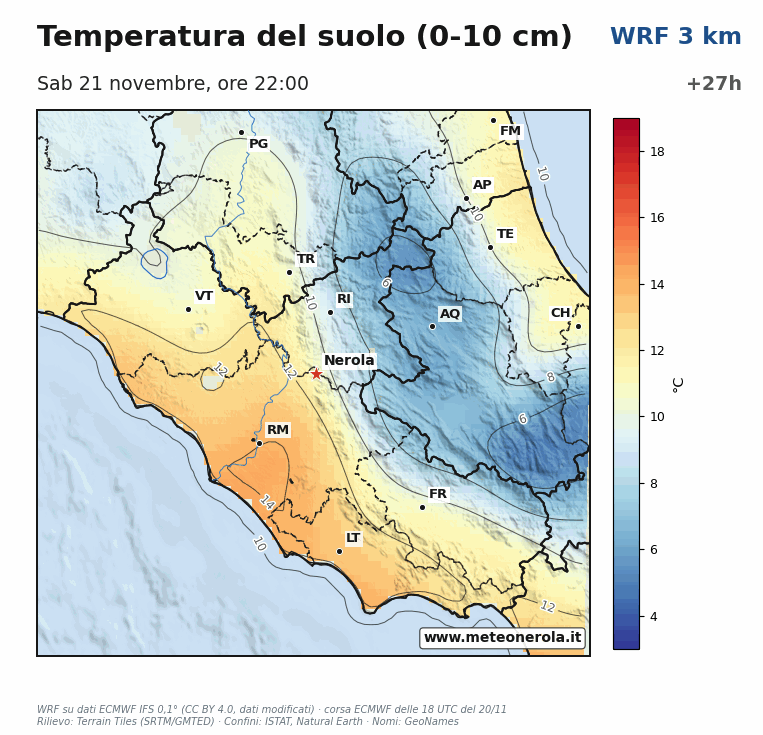 Temperatura del suolo (0-10 cm)
WRF 3 km
Sab 21 novembre, ore 22:00
+27h
FM
PG
10
AP
10
TE
TR
6
VT
10
RI
AQ
CH
12
12
Nerola
8
6
RM
14
FR
10
LT
12
www.meteonerola.it
18
16
14
12
10
8
6
4
°C
WRF su dati ECMWF IFS 0,1° (CC BY 4.0, dati modificati) · corsa ECMWF delle 18 UTC del 20/11
Rilievo: Terrain Tiles (SRTM/GMTED) · Confini: ISTAT, Natural Earth · Nomi: GeoNames